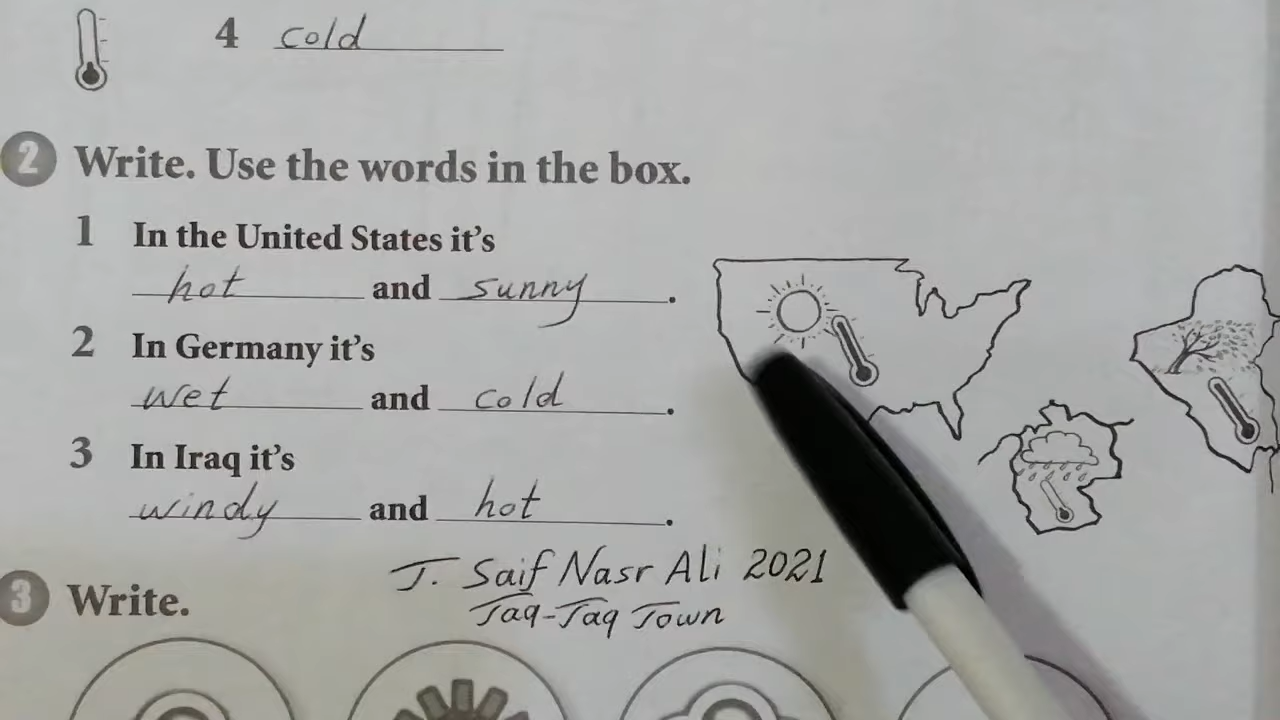 4 cold
2 Write. Use the words in the box.
1 In the United States it's
hot and sunny.
2 In Germany it's
wet and cold.
3 In Iraq it's
windy and hot.
J. Saif Nasr Ali 2021
Taq-Taq Town
3 Write.